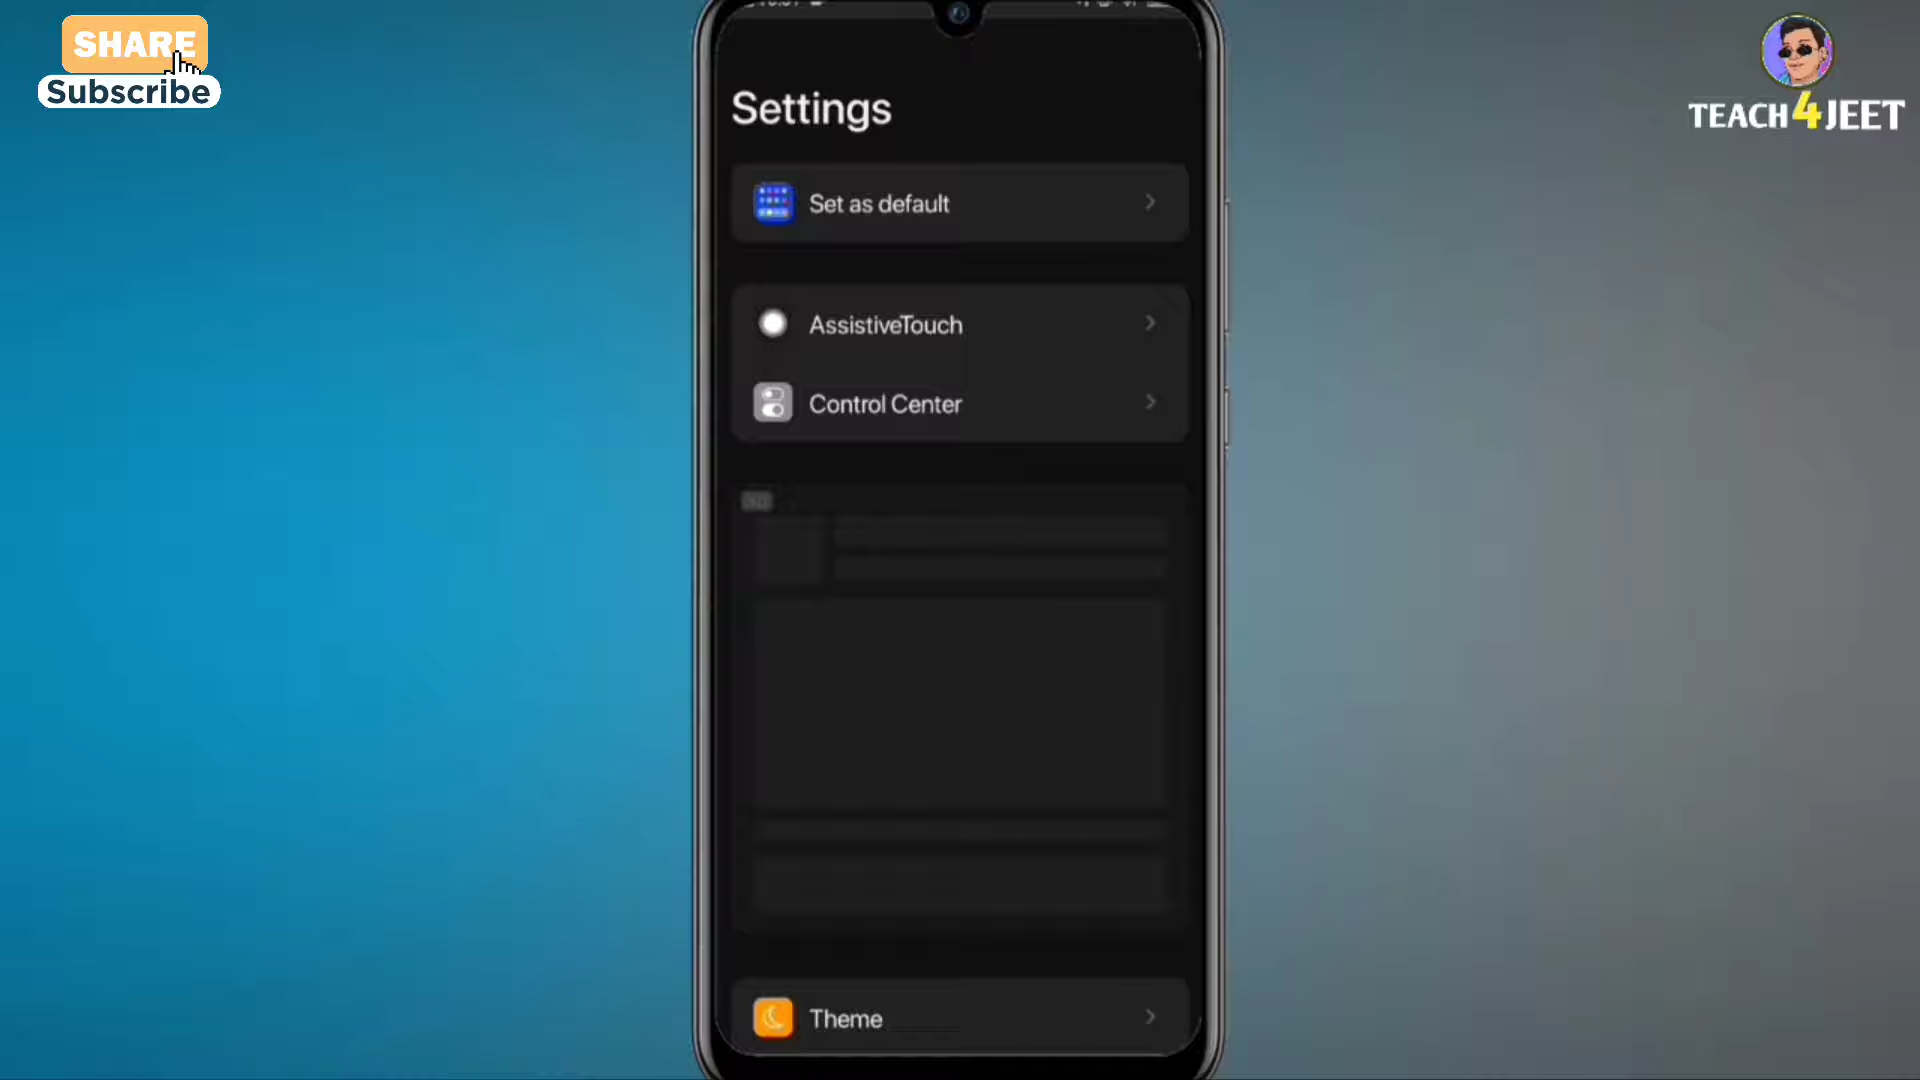 SHARE
Subscribe
TEACH4JEET
Settings
Set as default
AssistiveTouch
Control Center
Theme